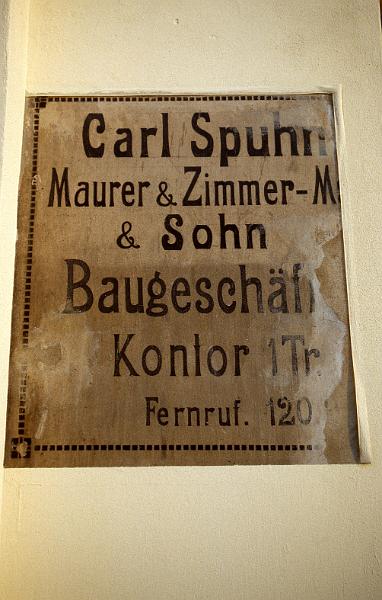 Carl Spuhn
Maurer & Zimmer-M
& Sohn
Baugeschäf
Kontor 1Tr.
Fernruf. 120